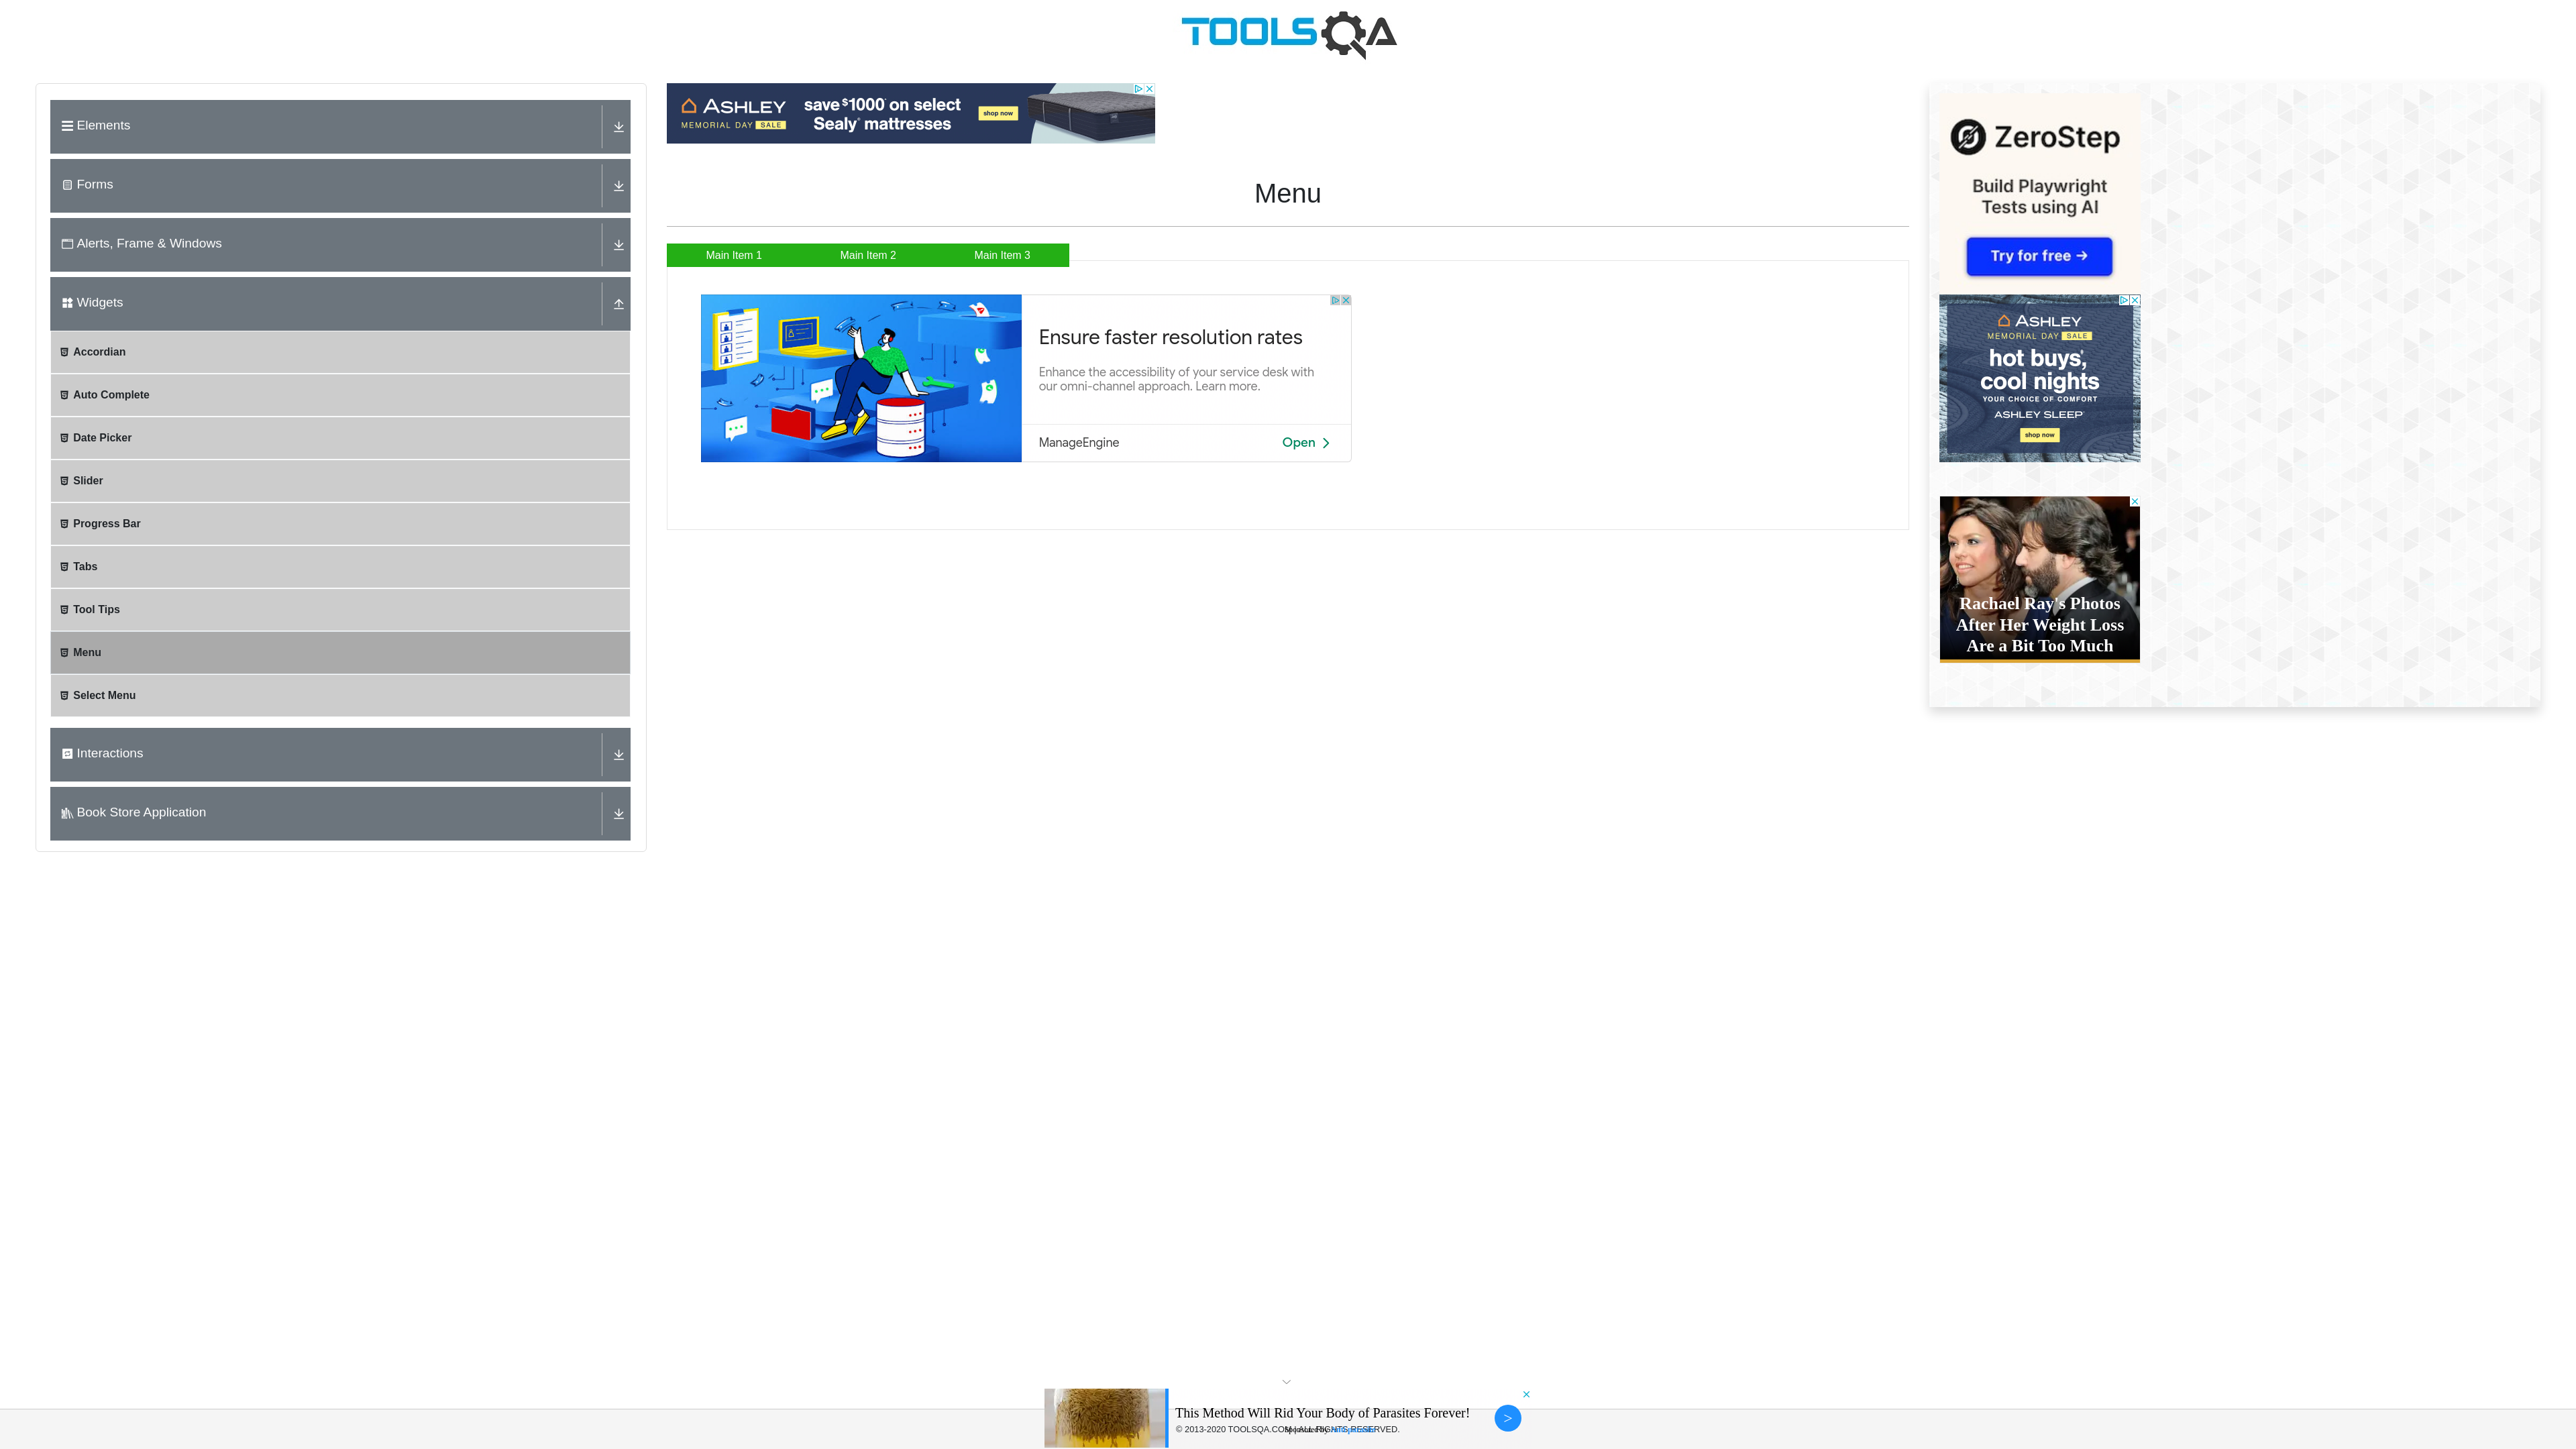 TOOLSQA
Elements
Forms
Alerts, Frame & Windows
Widgets
Accordian
Auto Complete
Date Picker
Slider
Progress Bar
Tabs
Tool Tips
Menu
Select Menu
Interactions
Book Store Application
ASHLEY
MEMORIAL DAY SALE
save $1000* on select
Sealy® mattresses
shop now
Menu
Main Item 1
Main Item 2
Main Item 3
Ensure faster resolution rates
Enhance the accessibility of your service desk with
our omni-channel approach. Learn more.
ManageEngine
Open
ZeroStep
Build Playwright
Tests using AI
Try for free →
ASHLEY
MEMORIAL DAY SALE
hot buys,
cool nights
YOUR CHOICE OF COMFORT
ASHLEY SLEEP®
shop now
Rachael Ray's Photos
After Her Weight Loss
Are a Bit Too Much
This Method Will Rid Your Body of Parasites Forever!
© 2013-2020 TOOLSQA.COM | ALL RIGHTS RESERVED.
>